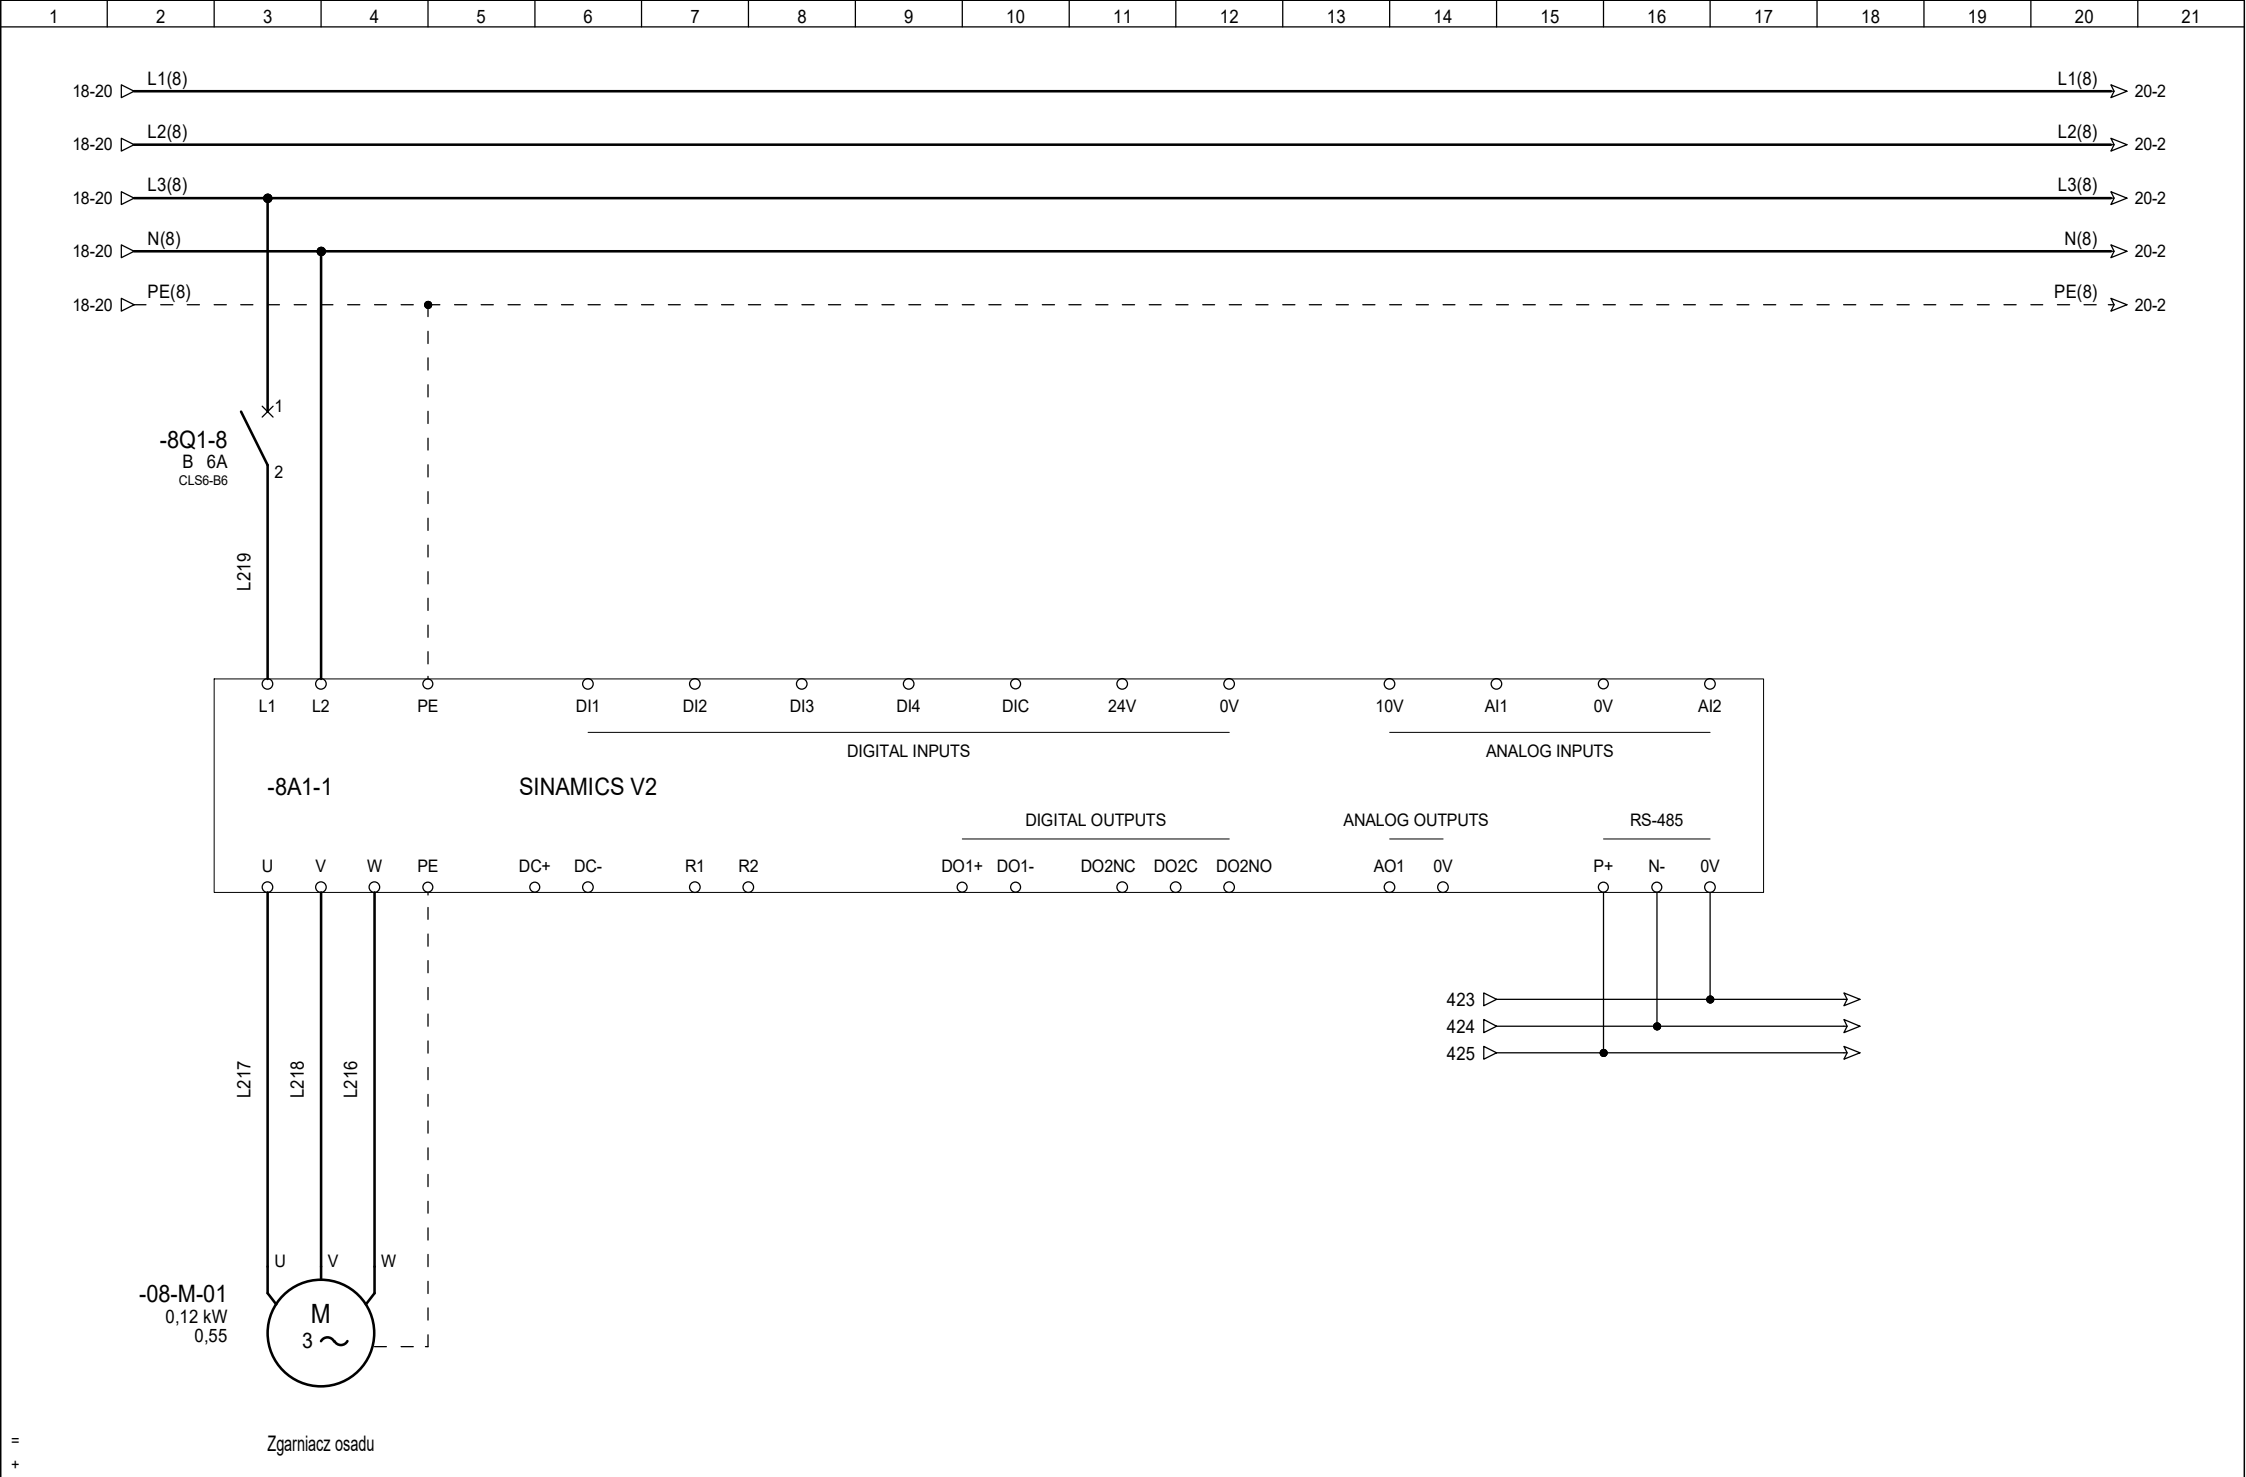 1 2 3 4 5 6 7 8 9 10 11 12 13 14 15 16 17 18 19 20 21
18-20 L1(8) L1(8) 20-2
18-20 L2(8) L2(8) 20-2
18-20 L3(8) L3(8) 20-2
18-20 N(8) N(8) 20-2
18-20 PE(8) PE(8) 20-2
1
-8Q1-8
B 6A
2
CLS6-B6
L219
L1 L2 PE DI1 DI2 DI3 DI4 DIC 24V 0V 10V AI1 0V AI2
DIGITAL INPUTS ANALOG INPUTS
-8A1-1 SINAMICS V2
DIGITAL OUTPUTS ANALOG OUTPUTS RS-485
U V W PE DC+ DC- R1 R2 DO1+ DO1- DO2NC DO2C DO2NO AO1 0V P+ N- 0V
423
424
425
L217 L218 L216
U V W
-08-M-01
0,12 kW
0,55
M
3
Zgarniacz osadu
=
+